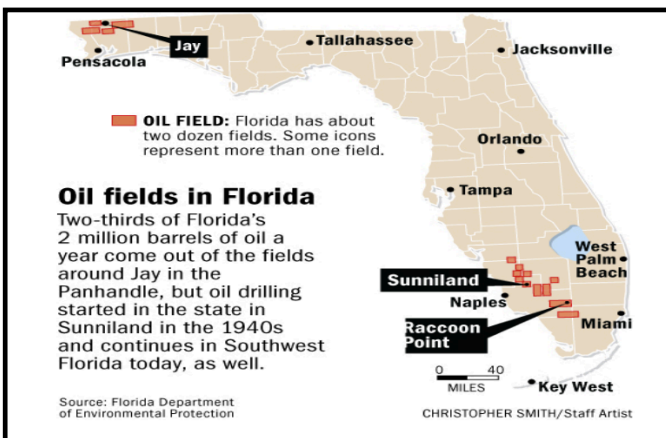 Jay
Pensacola
Tallahassee
Jacksonville
OIL FIELD: Florida has about
two dozen fields. Some icons
represent more than one field.
Orlando
Tampa
Oil fields in Florida
Two-thirds of Florida's
2 million barrels of oil a
year come out of the fields
around Jay in the
Panhandle, but oil drilling
started in the state in
Sunniland in the 1940s
and continues in Southwest
Florida today, as well.
West
Palm
Beach
Sunniland
Naples
Raccoon
Point
Miami
0 40
MILES
Key West
Source: Florida Department
of Environmental Protection
CHRISTOPHER SMITH/Staff Artist